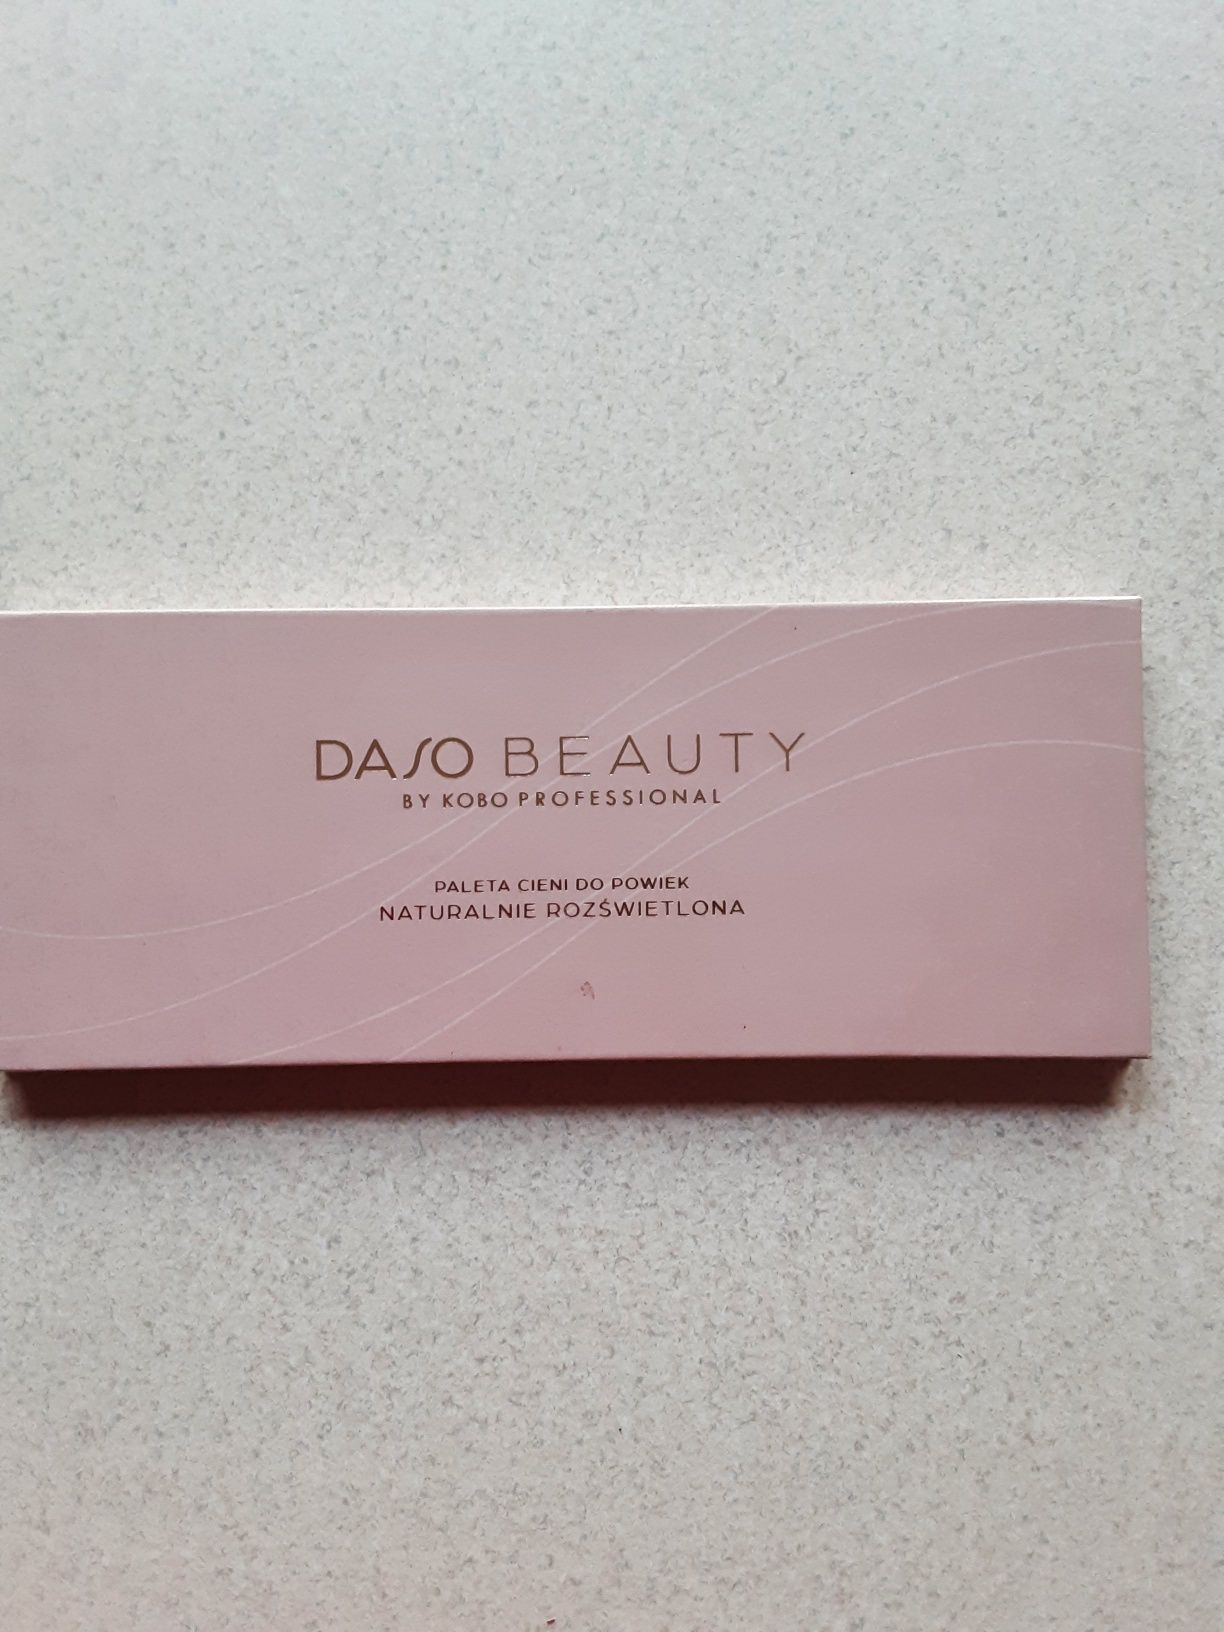 DASO BEAUTY
BY KOBO PROFESSIONAL
PALETA CIENI DO POWIEK
NATURALNIE ROZŚWIETLONA